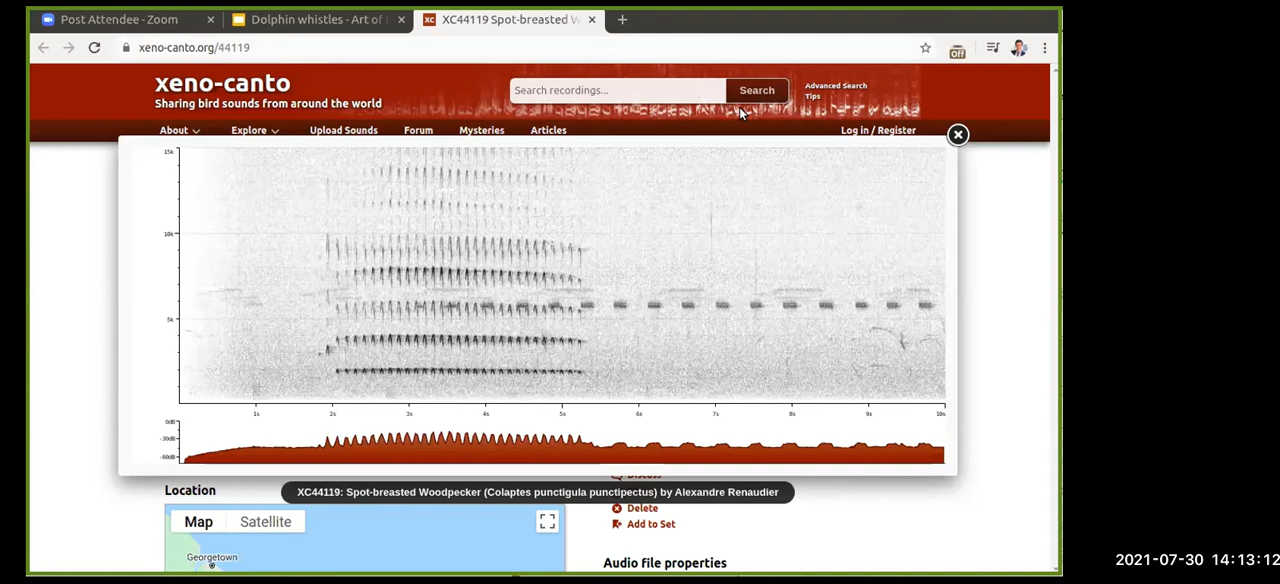 Post Attendee - Zoom
Dolphin whistles - Art of
XC44119 Spot-breasted W
xeno-canto.org/44119
Off
xeno-canto
Sharing bird sounds from around the world
Search recordings...
Search
Advanced Search
Tips
About
Explore
Upload Sounds
Forum
Mysteries
Articles
Log in / Register
15k
10k
5k
1s 2s 3s 4s 5s 6s 7s 8s 9s 10s
0dB
-30dB
-60dB
Discuss
Location
XC44119: Spot-breasted Woodpecker (Colaptes punctigula punctipectus) by Alexandre Renaudier
Delete
Map
Satellite
Add to Set
Georgetown
Audio file properties
2021-07-30 14:13:12